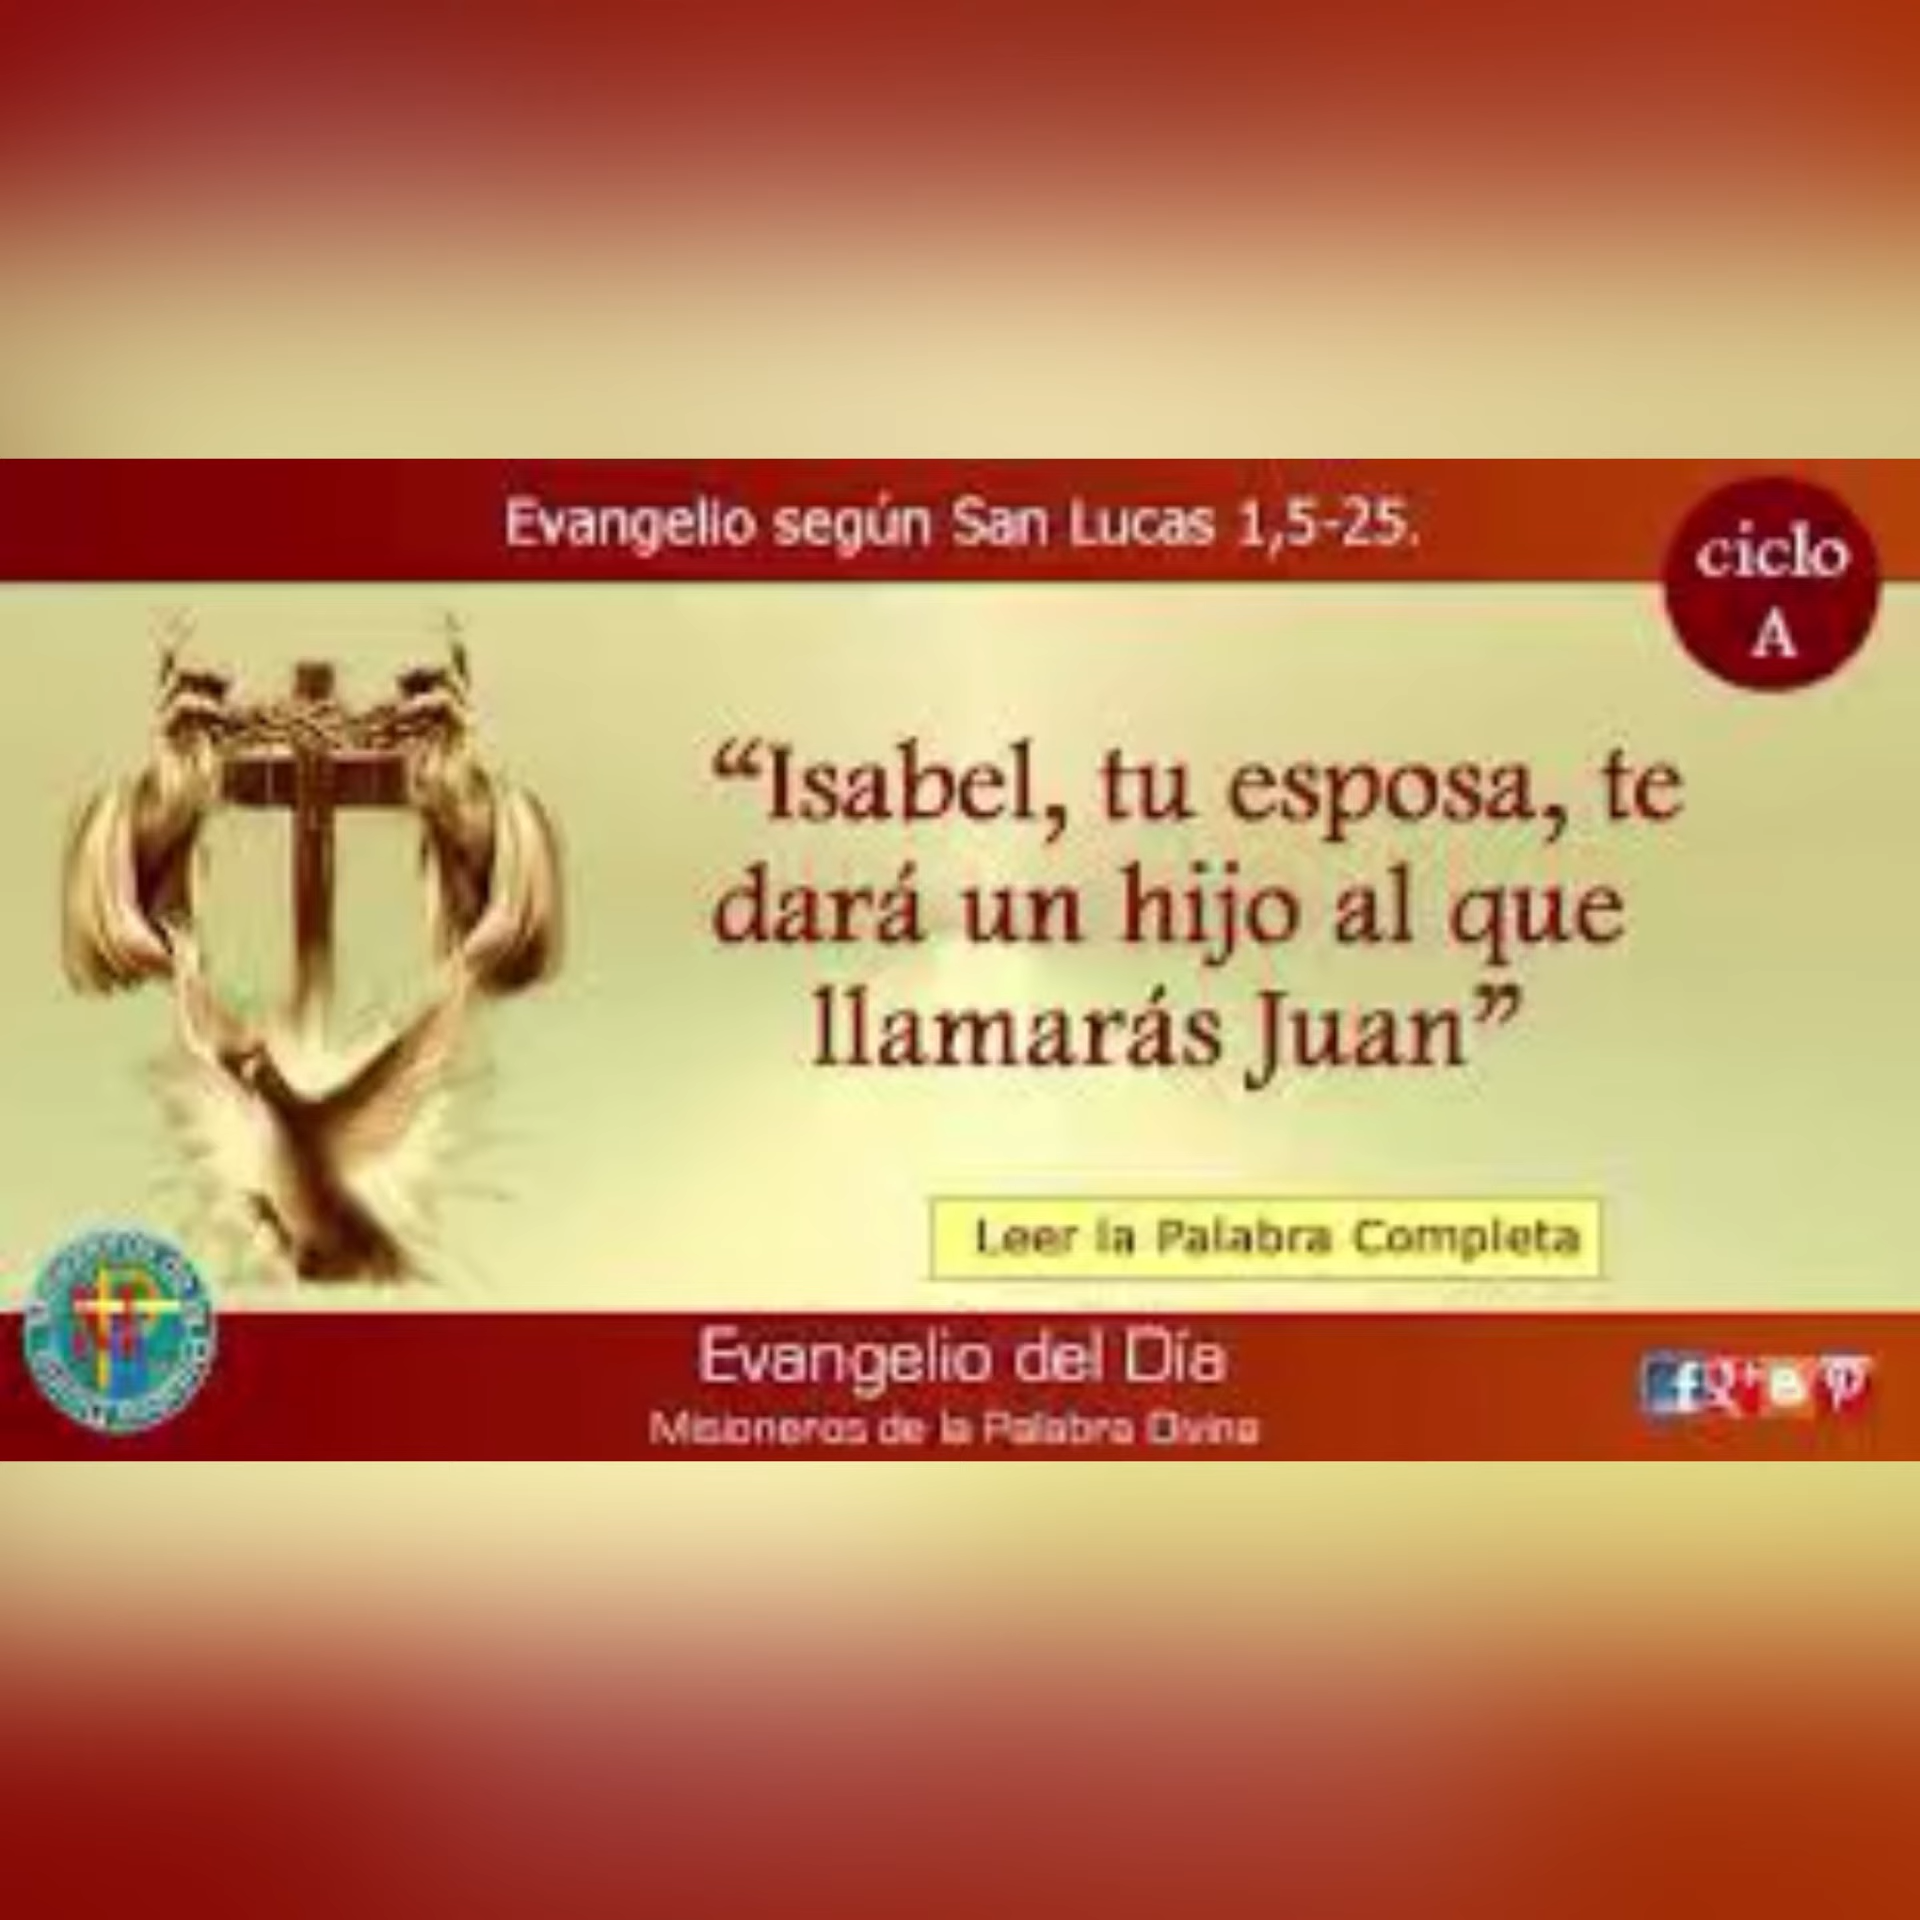 Evangelio según San Lucas 1,5-25.
ciclo
A
“Isabel, tu esposa, te
dará un hijo al que
llamarás Juan”
Leer la Palabra Completa
Evangelio del Día
Misioneros de la Palabra Divina